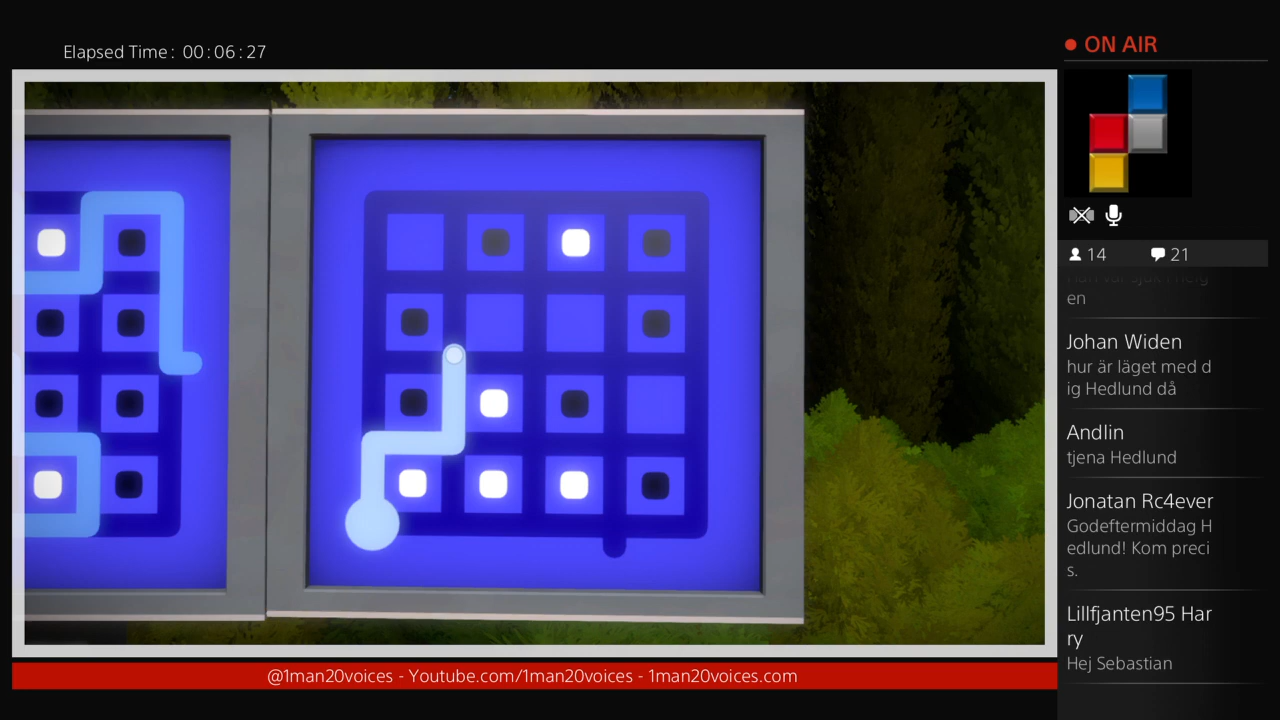 Elapsed Time: 00:06:27
ON AIR
14 21
en
Johan Widen
hur är läget med d
ig Hedlund då
Andlin
tjena Hedlund
Jonatan Rc4ever
Godeftermiddag H
edlund! Kom preci
s.
Lillfjanten95 Har
ry
Hej Sebastian
@1man20voices - Youtube.com/1man20voices - 1man20voices.com